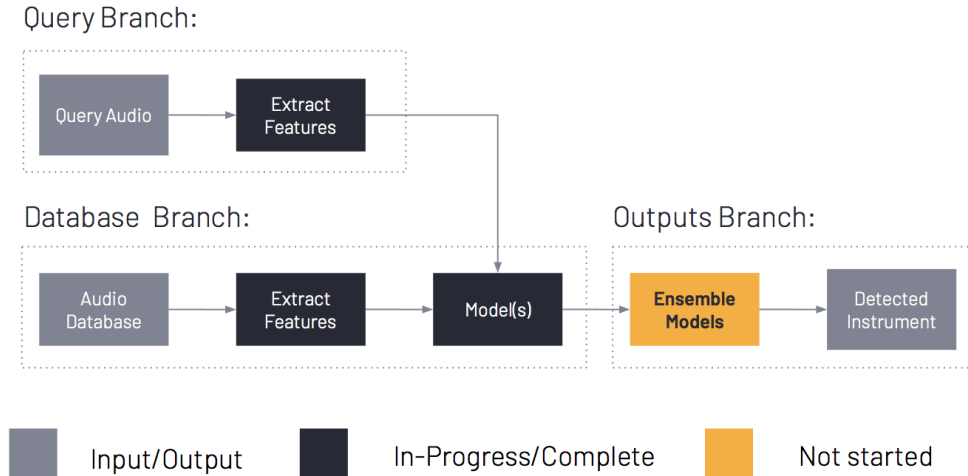 Query Branch:
Query Audio
Extract
Features
Database Branch:
Outputs Branch:
Audio
Database
Extract
Features
Model(s)
Ensemble
Models
Detected
Instrument
Input/Output
In-Progress/Complete
Not started